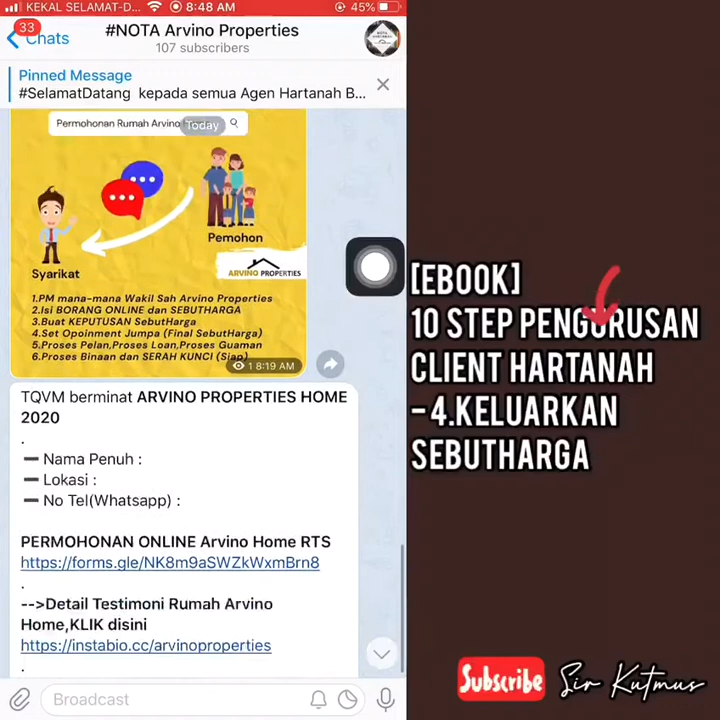 KEKAL SELAMAT-D... 8:48 AM 45%
33
Chats
#NOTA Arvino Properties
107 subscribers
Pinned Message
#SelamatDatang kepada semua Agen Hartanah B...
Permohonan Rumah Arvino
Today
Pemohon
Syarikat
ARVINO PROPERTIES
1.PM mana-mana Wakil Sah Arvino Properties
2.Isi BORANG ONLINE dan SEBUTHARGA
3.Buat KEPUTUSAN SebutHarga
4.Set Opoinment Jumpa (Final SebutHarga)
5.Proses Pelan,Proses Loan,Proses Guaman
6.Proses Binaan dan SERAH KUNCI (Siap)
1 8:19 AM
TQVM berminat ARVINO PROPERTIES HOME
2020
.
➖ Nama Penuh :
➖ Lokasi :
➖ No Tel(Whatsapp) :
PERMOHONAN ONLINE Arvino Home RTS
https://forms.gle/NK8m9aSWZkWxmBrn8
.
-->Detail Testimoni Rumah Arvino
Home,KLIK disini
https://instabio.cc/arvinoproperties
.
Broadcast
[EBOOK]
10 STEP PENGURUSAN
CLIENT HARTANAH
– 4.KELUARKAN
SEBUTHARGA
Subscribe Sir Kutmus